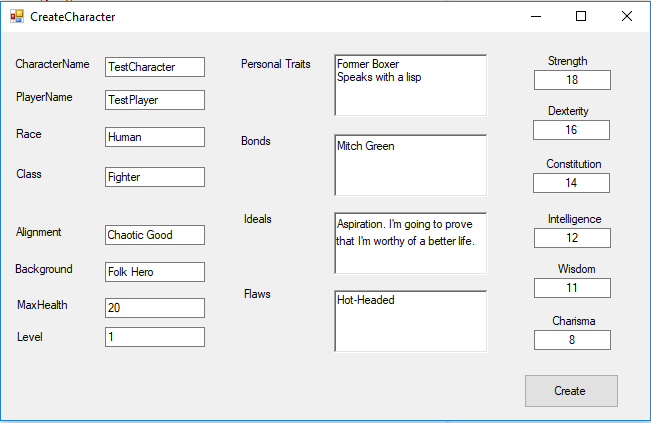 CreateCharacter
CharacterName TestCharacter
PlayerName TestPlayer
Race Human
Class Fighter
Alignment Chaotic Good
Background Folk Hero
MaxHealth 20
Level 1
Personal Traits Fomer Boxer
Speaks with a lisp
Bonds Mitch Green
Ideals Aspiration. I'm going to prove
that I'm worthy of a better life.
Flaws Hot-Headed
Strength
18
Dexterity
16
Constitution
14
Intelligence
12
Wisdom
11
Charisma
8
Create